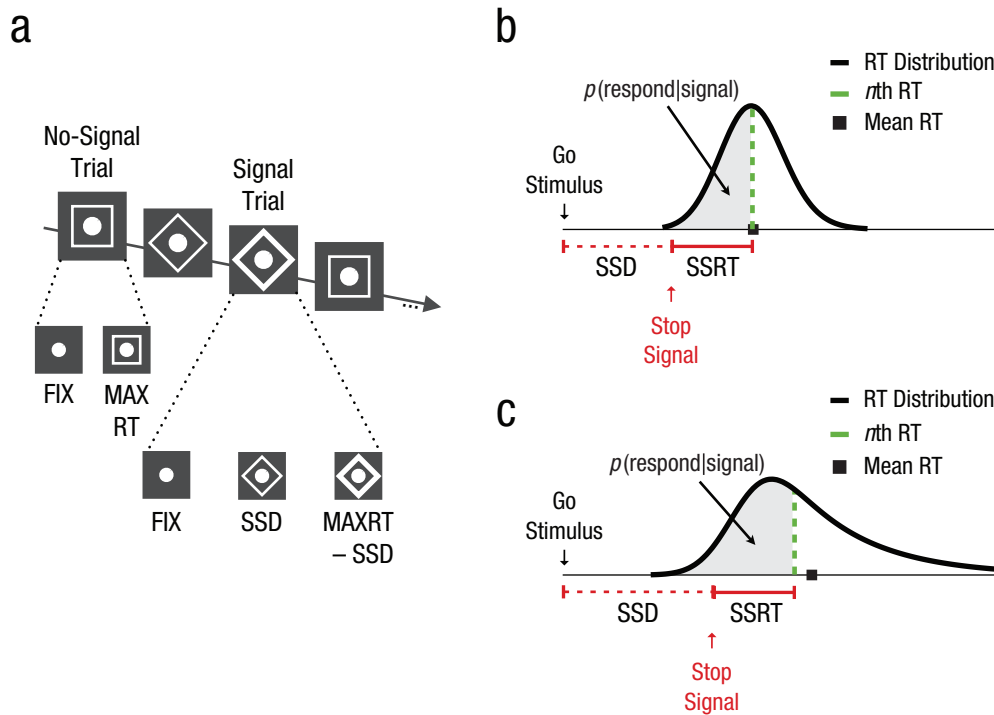 a
No-Signal
Trial
Signal
Trial
...
FIX
MAX
RT
FIX
SSD
MAXRT
– SSD
b
RT Distribution
nth RT
Mean RT
p(respond|signal)
Go
Stimulus
SSD
SSRT
Stop
Signal
c
RT Distribution
nth RT
Mean RT
p(respond|signal)
Go
Stimulus
SSD
SSRT
Stop
Signal